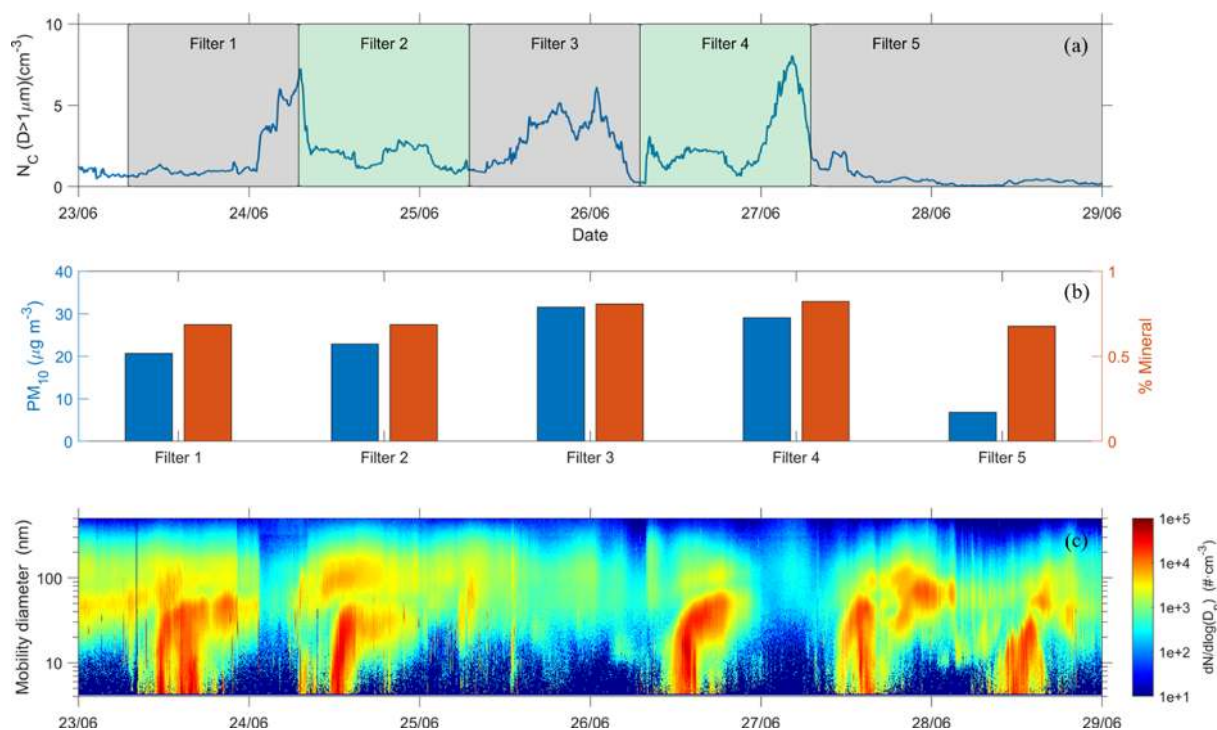 Filter 1 Filter 2 Filter 3 Filter 4 Filter 5 (a)
N_C (D>1μm)(cm⁻³)
10
5
0
23/06 24/06 25/06 26/06 27/06 28/06 29/06
Date
(b)
PM₁₀ (μg m⁻³)
40
30
20
10
0
1
0.5
0
% Mineral
Filter 1 Filter 2 Filter 3 Filter 4 Filter 5
(c)
Mobility diameter (nm)
100
10
1e+5
1e+4
1e+3
1e+2
1e+1
dN/dlog(Dₚ) (#·cm⁻³)
23/06 24/06 25/06 26/06 27/06 28/06 29/06